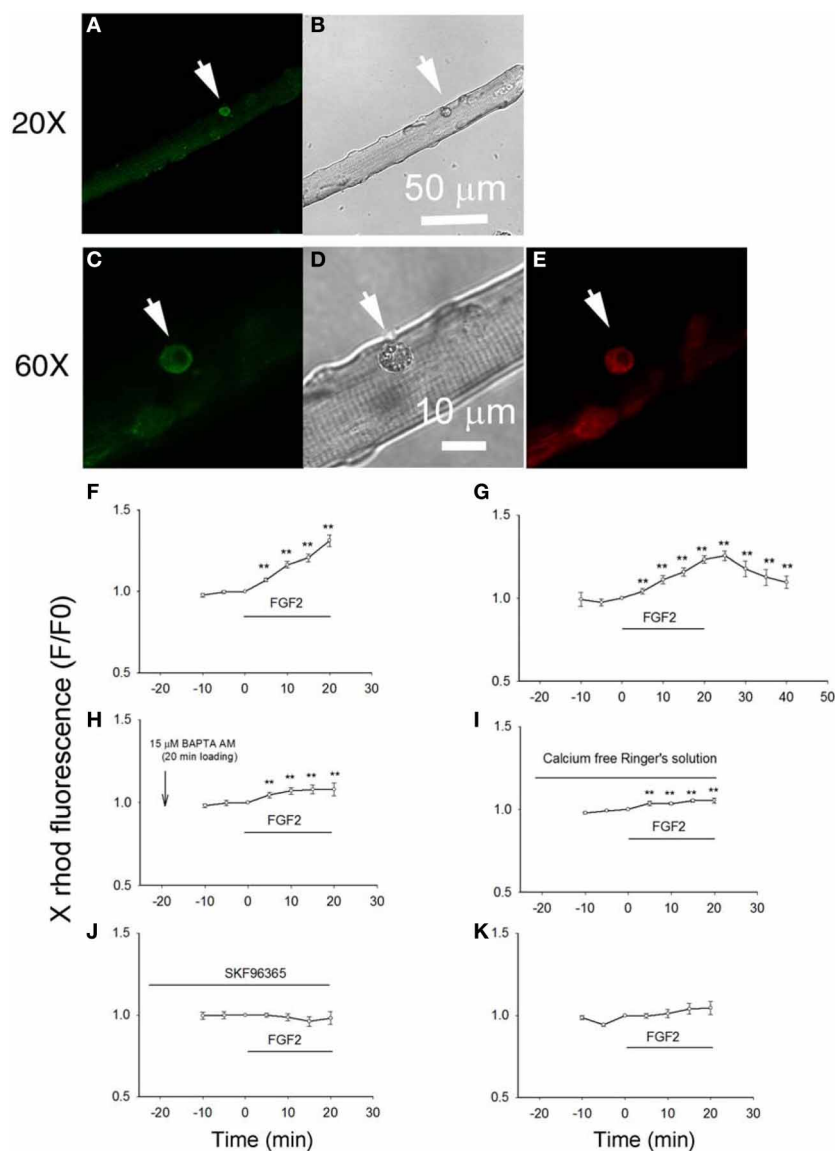 A
B
20X
50 μm
C
D
E
60X
10 μm
F
G
1.5
**
**
**
**
1.0
FGF2
0.5
-20 -10 0 10 20 30
1.5
**
**
**
**
**
**
**
**
1.0
FGF2
0.5
-20 -10 0 10 20 30 40 50
X rhod fluorescence (F/F0)
H
I
1.5
15 μM BAPTA AM
(20 min loading)
**
**
**
**
1.0
FGF2
0.5
-20 -10 0 10 20 30
1.5
Calcium free Ringer's solution
**
**
**
**
1.0
FGF2
0.5
-20 -10 0 10 20 30
J
K
1.5
SKF96365
1.0
FGF2
0.5
-20 -10 0 10 20 30
Time (min)
1.5
1.0
FGF2
0.5
-20 -10 0 10 20 30
Time (min)